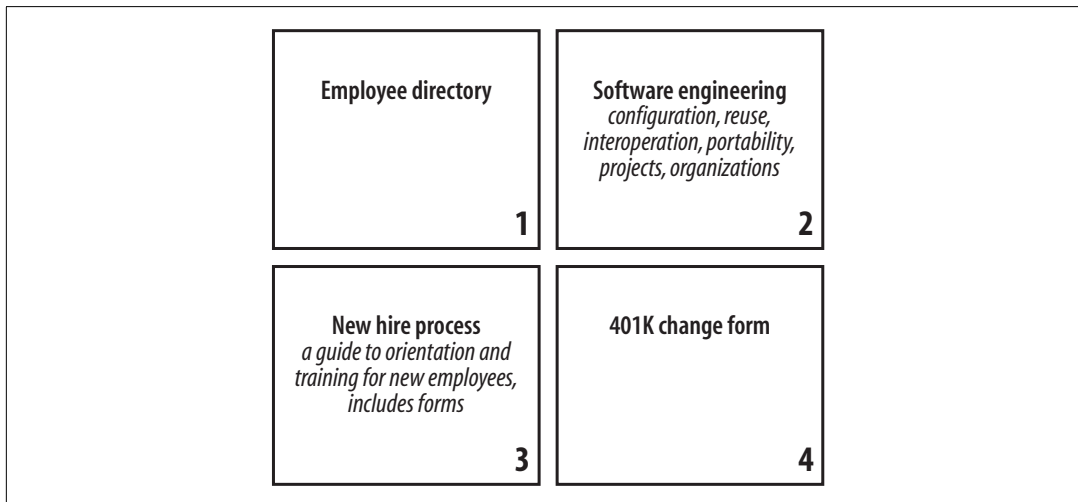 Employee directory
1
Software engineering
configuration, reuse,
interoperation, portability,
projects, organizations
2
New hire process
a guide to orientation and
training for new employees,
includes forms
3
401K change form
4